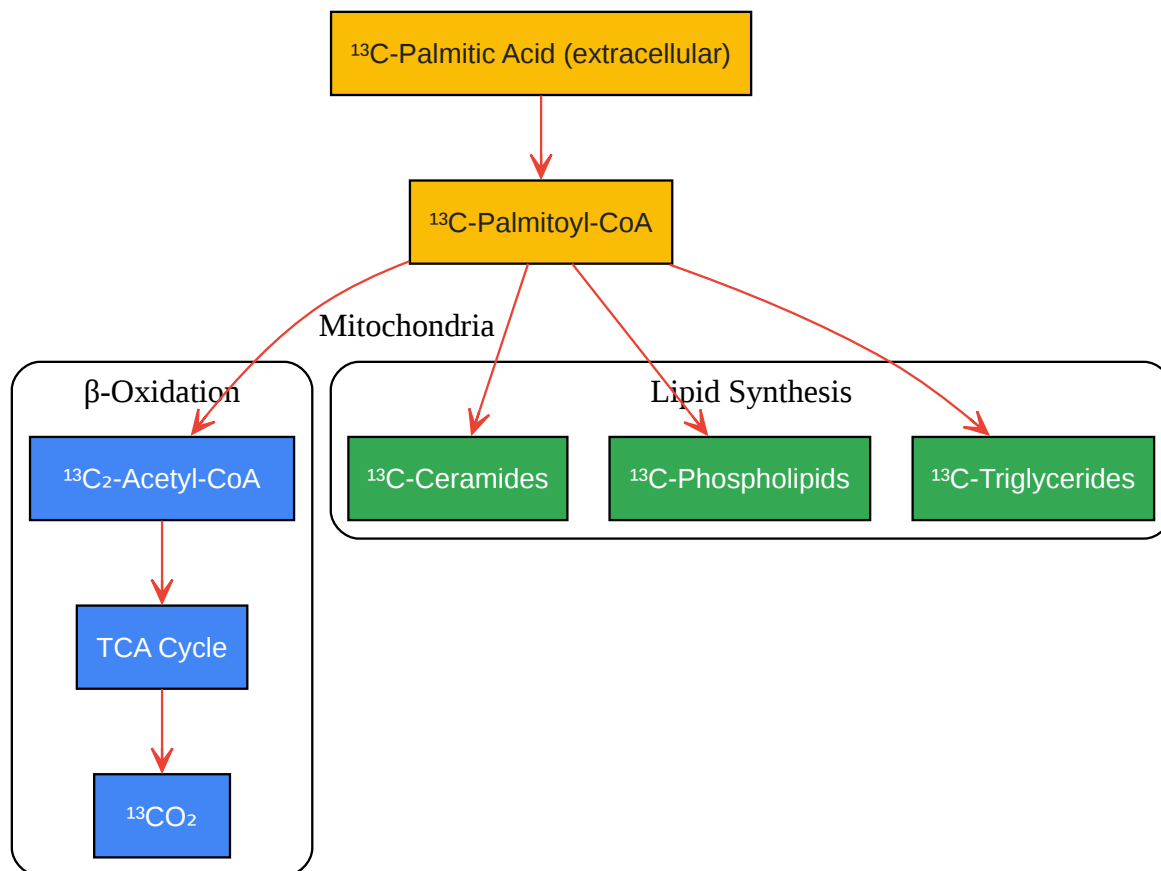 ¹³C-Palmitic Acid (extracellular)
¹³C-Palmitoyl-CoA
Mitochondria
β-Oxidation
Lipid Synthesis
¹³C₂-Acetyl-CoA
¹³C-Ceramides
¹³C-Phospholipids
¹³C-Triglycerides
TCA Cycle
¹³CO₂